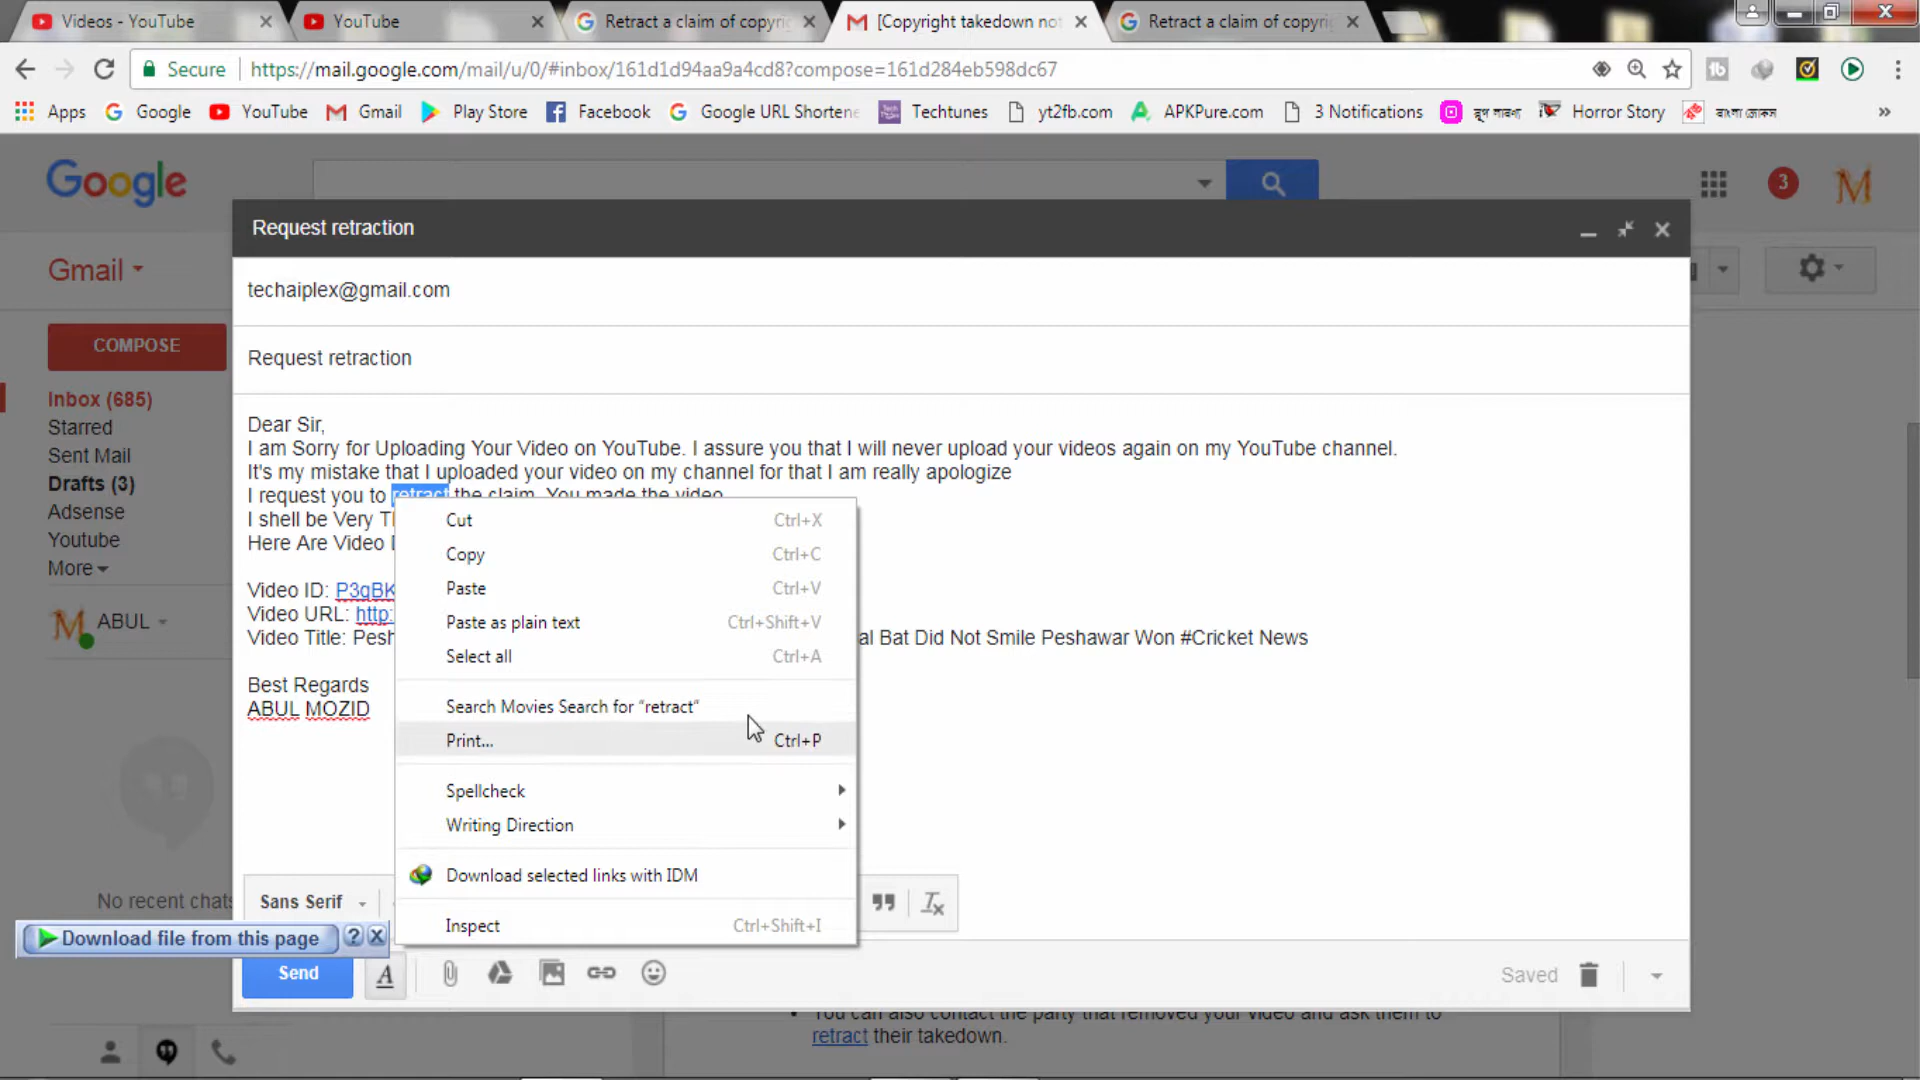 Videos - YouTube
YouTube
Retract a claim of copyri
[Copyright takedown no
Retract a claim of copyri
Secure
https://mail.google.com/mail/u/0/#inbox/161d1d94aa9a4cd8?compose=161d284eb598dc67
Apps
Google
YouTube
Gmail
Play Store
Facebook
Google URL Shortene
Techtunes
yt2fb.com
APKPure.com
3 Notifications
রূপ লাবণ্য
Horror Story
বাংলা জোকস
»
Google
3
M
Request retraction
Gmail
techaiplex@gmail.com
COMPOSE
Request retraction
Inbox (685)
Starred
Sent Mail
Drafts (3)
Adsense
Youtube
More
ABUL
Dear Sir,
I am Sorry for Uploading Your Video on YouTube. I assure you that I will never upload your videos again on my YouTube channel.
It's my mistake that I uploaded your video on my channel for that I am really apologize
I request you to retract the claim. You made the video
I shell be Very T
Here Are Video
Video ID: P3gBK
Video URL: http:
Video Title: Pesh al Bat Did Not Smile Peshawar Won #Cricket News
Best Regards
ABUL MOZID
Cut Ctrl+X
Copy Ctrl+C
Paste Ctrl+V
Paste as plain text Ctrl+Shift+V
Select all Ctrl+A
Search Movies Search for “retract”
Print... Ctrl+P
Spellcheck
Writing Direction
Download selected links with IDM
Inspect Ctrl+Shift+I
No recent chats
Sans Serif
Download file from this page
Send
Saved
You can also contact the party that removed your video and ask them to
retract their takedown.